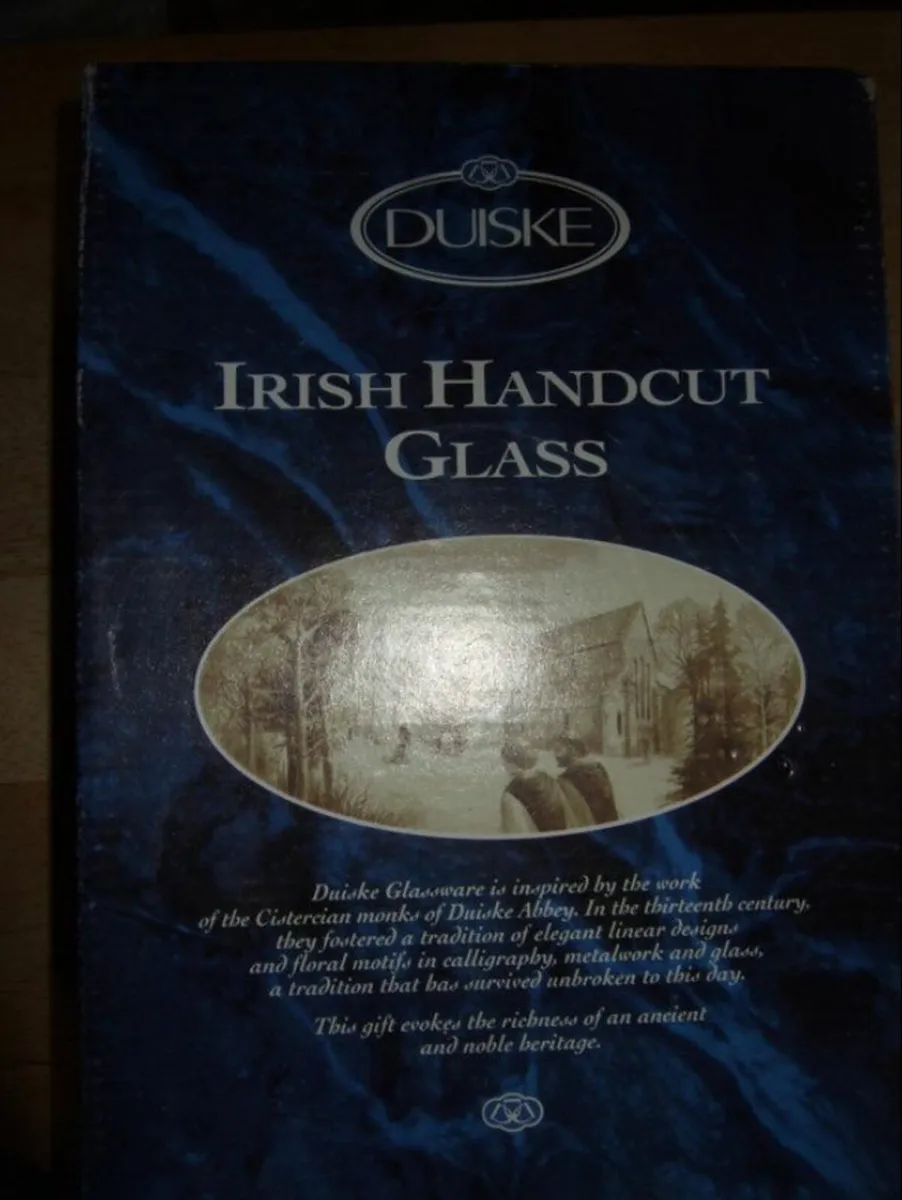 DUISKE
IRISH HANDCUT
GLASS
Duiske Glassware is inspired by the work
of the Cistercian monks of Duiske Abbey. In the thirteenth century,
they fostered a tradition of elegant linear designs
and floral motifs in calligraphy, metalwork and glass,
a tradition that has survived unbroken to this day.
This gift evokes the richness of an ancient
and noble heritage.